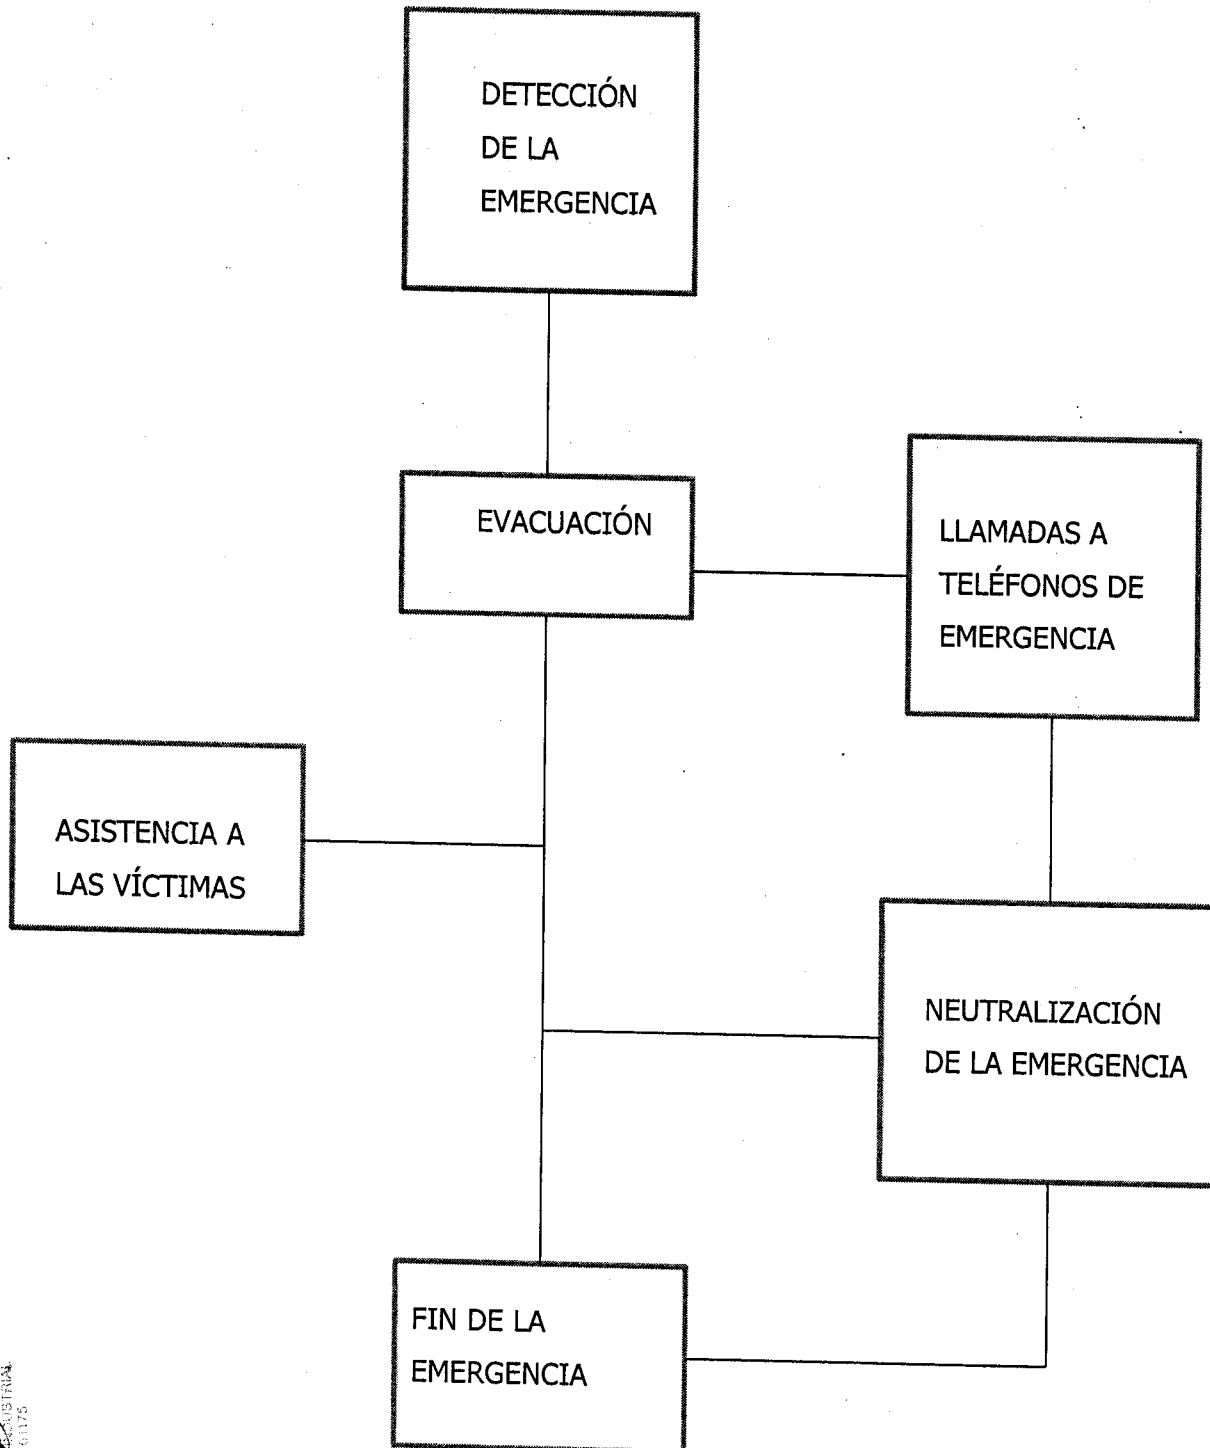 DETECCIÓN
DE LA
EMERGENCIA
EVACUACIÓN
LLAMADAS A
TELÉFONOS DE
EMERGENCIA
ASISTENCIA A
LAS VÍCTIMAS
NEUTRALIZACIÓN
DE LA EMERGENCIA
FIN DE LA
EMERGENCIA